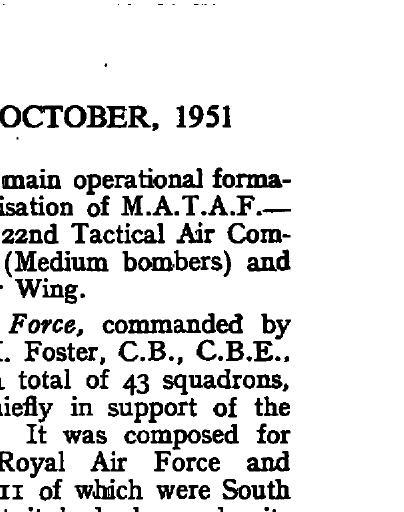 OCTOBER, 1951
main operational forma-
isation of M.A.T.A.F.—
22nd Tactical Air Com-
(Medium bombers) and
Wing.
Force, commanded by
Foster, C.B., C.B.E.,
total of 43 squadrons,
iefly in support of the
It was composed for
Royal Air Force and
11 of which were South